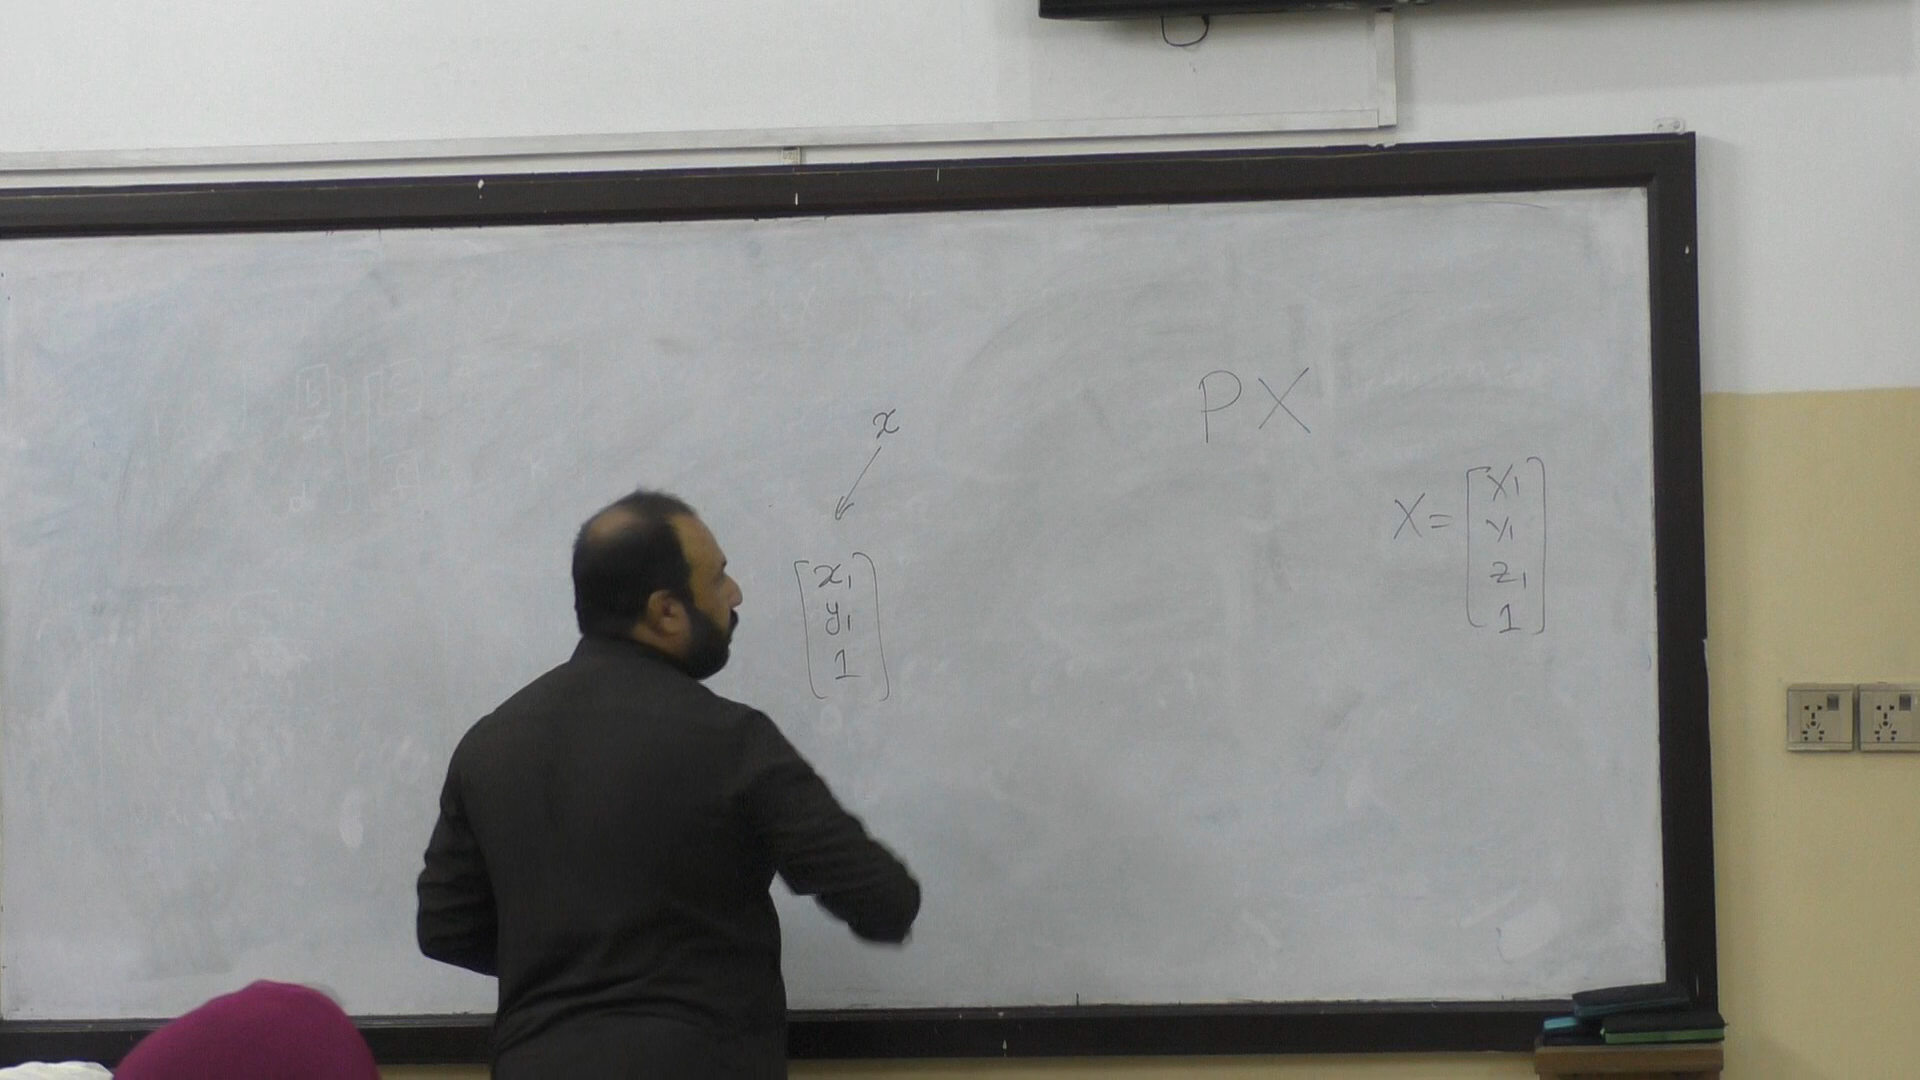 x
[x₁
y₁
1]
PX
X = [X₁
Y₁
Z₁
1]